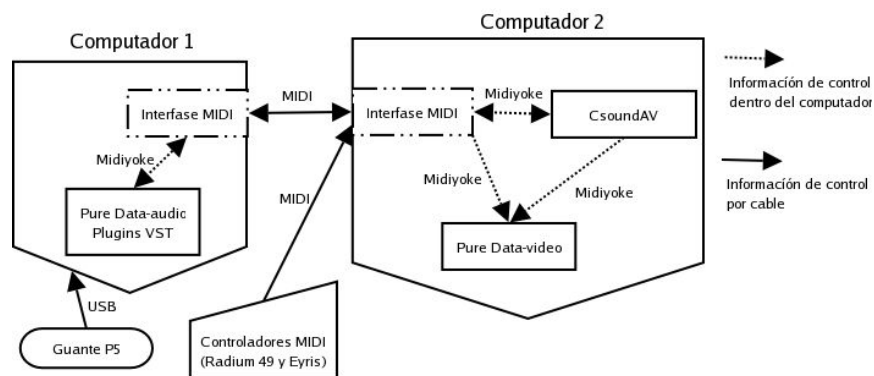 Computador 1
Computador 2
Interfase MIDI
MIDI
Interfase MIDI
Midiyoke
CsoundAV
Información de control
dentro del computador
Midiyoke
Pure Data-audio
Plugins VST
MIDI
Midiyoke
Midiyoke
Pure Data-video
Información de control
por cable
USB
Guante P5
Controladores MIDI
(Radium 49 y Eyris)